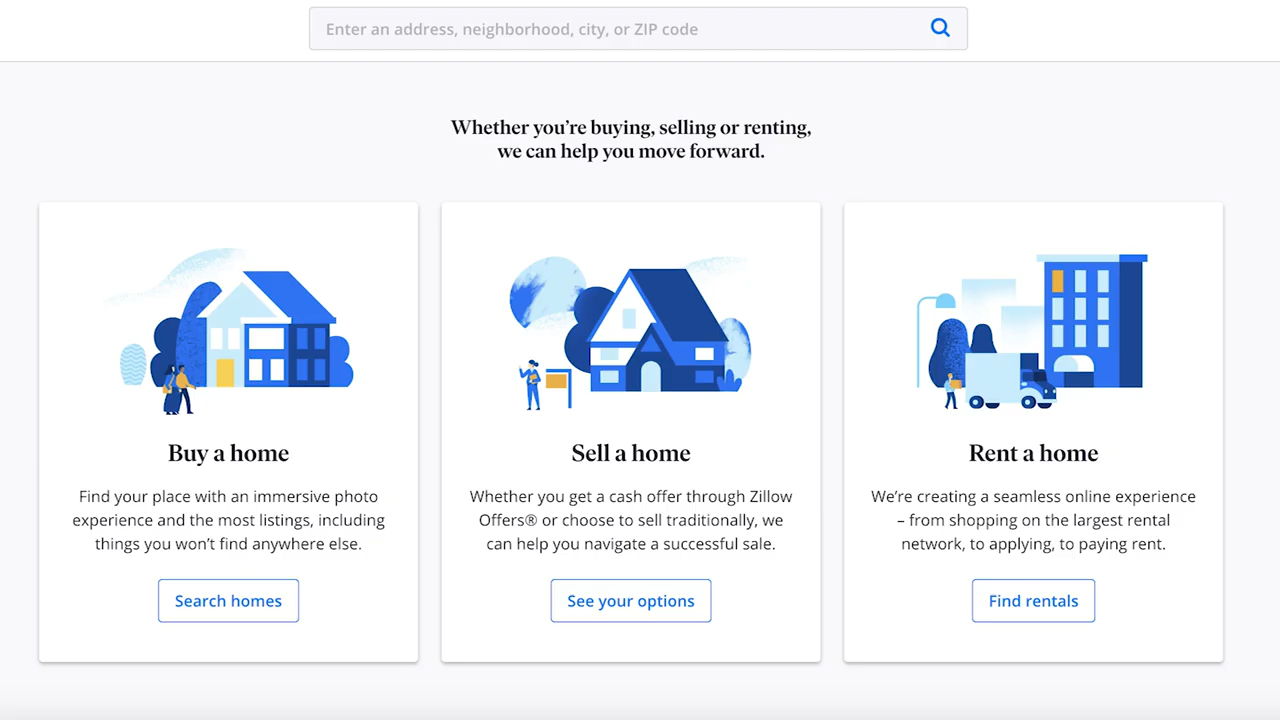 Enter an address, neighborhood, city, or ZIP code
Whether you’re buying, selling or renting,
we can help you move forward.
Buy a home
Find your place with an immersive photo
experience and the most listings, including
things you won’t find anywhere else.
Search homes
Sell a home
Whether you get a cash offer through Zillow
Offers® or choose to sell traditionally, we
can help you navigate a successful sale.
See your options
Rent a home
We’re creating a seamless online experience
– from shopping on the largest rental
network, to applying, to paying rent.
Find rentals